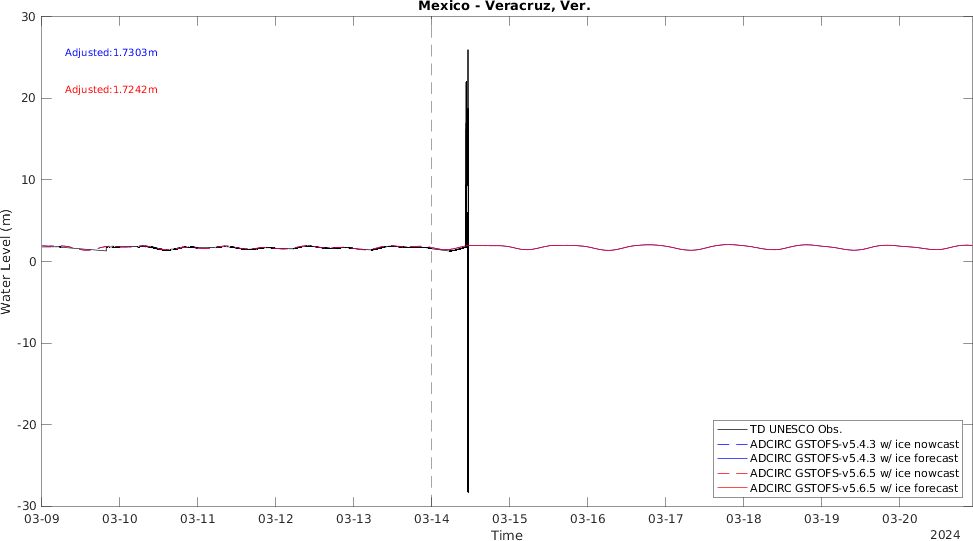 Mexico - Veracruz, Ver.
30
Adjusted:1.7303m
Adjusted:1.7242m
20
10
0
-10
-20
-30
Water Level (m)
TD UNESCO Obs.
ADCIRC GSTOFS-v5.4.3 w/ ice nowcast
ADCIRC GSTOFS-v5.4.3 w/ ice forecast
ADCIRC GSTOFS-v5.6.5 w/ ice nowcast
ADCIRC GSTOFS-v5.6.5 w/ ice forecast
03-09 03-10 03-11 03-12 03-13 03-14 03-15 03-16 03-17 03-18 03-19 03-20
Time
2024